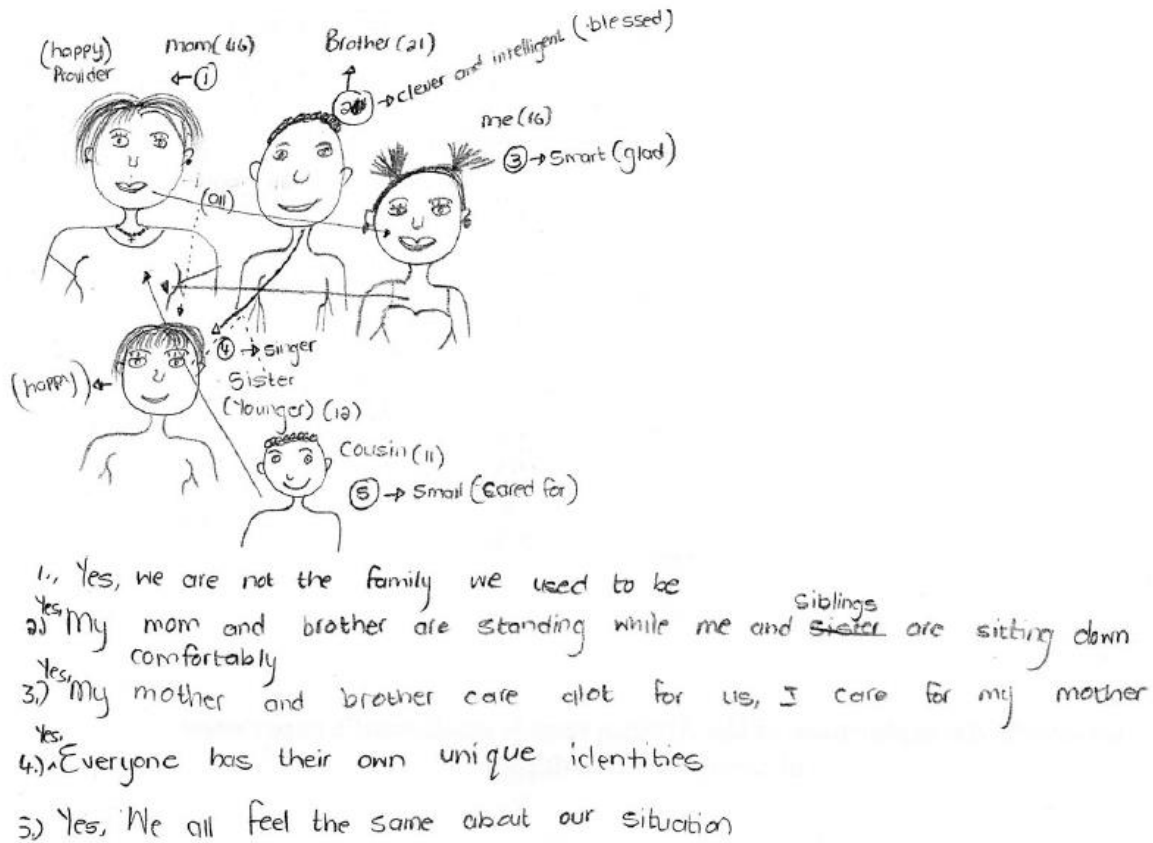 (happy)
Provider
mom(46)
①
Brother (21)
2 → clever and intelligent (blessed)
me (16)
③ → Smart (glad)
(all)
④ → singer
Sister
(Younger) (12)
(happy)
Cousin (11)
⑤ → Small (Cared for)
1., Yes, we are not the family we used to be
siblings
2.) Yes, My mom and brother are standing while me and sister are sitting down
comfortably
3.) Yes, My mother and brother care alot for us, I care for my mother
4.) Yes, Everyone has their own unique identities
5.) Yes, We all feel the same about our situation